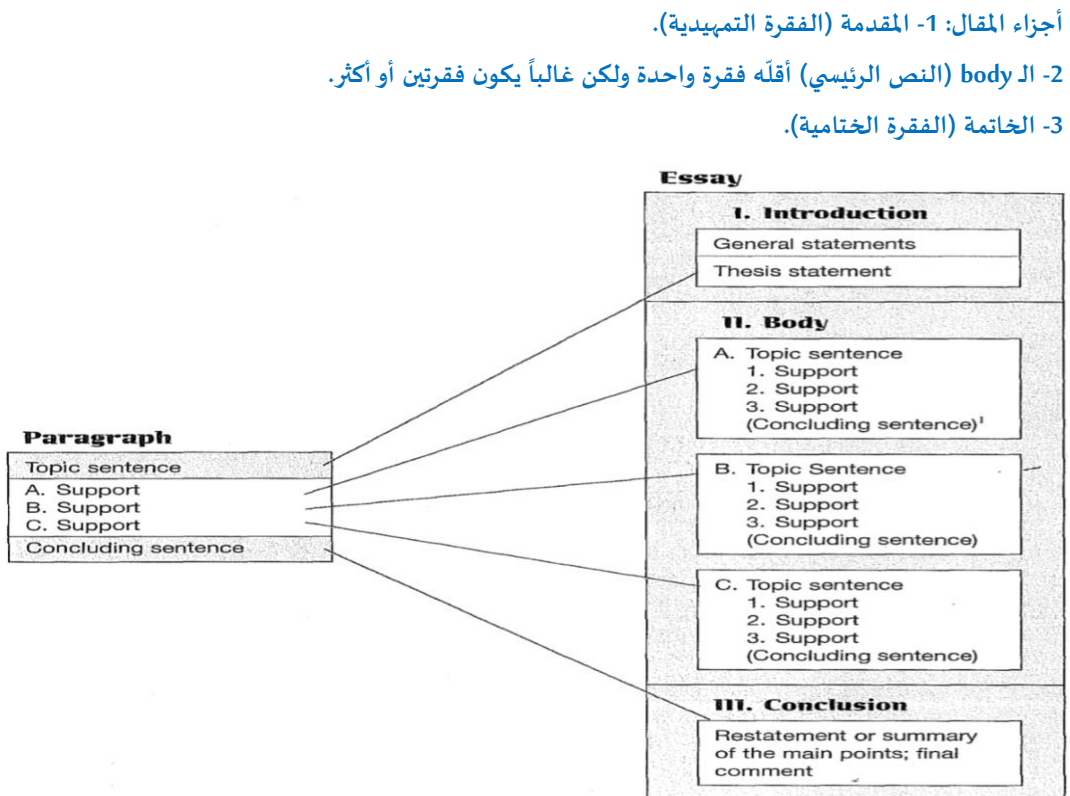 أجزاء المقال: 1- المقدمة (الفقرة التمهيدية).
2- الـ body (النص الرئيسي) أقلّه فقرة واحدة ولكن غالباً يكون فقرتين أو أكثر.
3- الخاتمة (الفقرة الختامية).
Essay
I. Introduction
General statements
Thesis statement
II. Body
A. Topic sentence
1. Support
2. Support
3. Support
(Concluding sentence)¹
B. Topic Sentence
1. Support
2. Support
3. Support
(Concluding sentence)
C. Topic sentence
1. Support
2. Support
3. Support
(Concluding sentence)
III. Conclusion
Restatement or summary
of the main points; final
comment
Paragraph
Topic sentence
A. Support
B. Support
C. Support
Concluding sentence